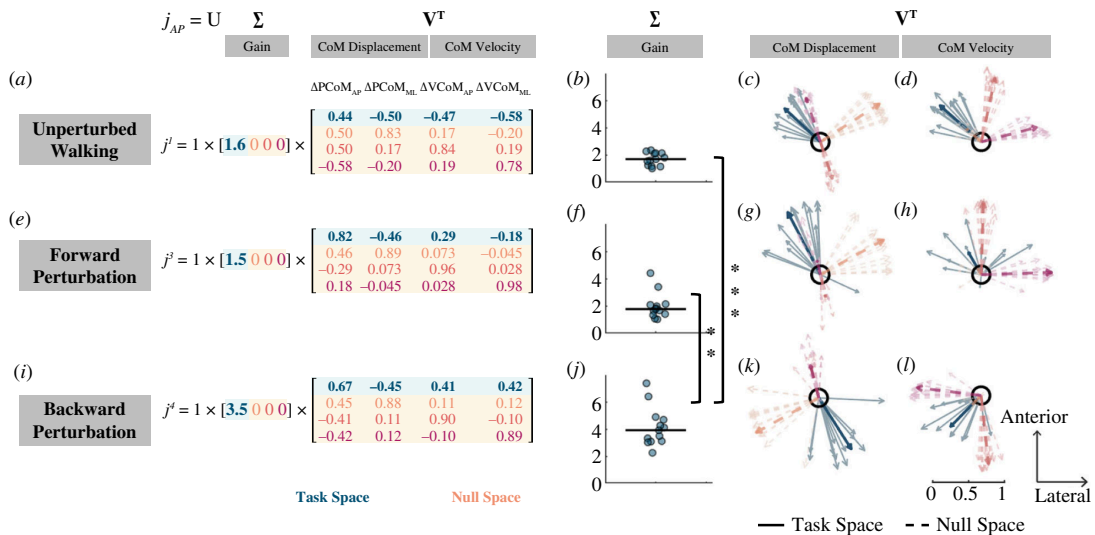 j_AP = U Σ V^T Σ V^T
Gain CoM Displacement CoM Velocity Gain CoM Displacement CoM Velocity
(a) ΔPCoM_AP ΔPCoM_ML ΔVCoM_AP ΔVCoM_ML (b) (c) (d)
Unperturbed Walking
j^1 = 1 × [1.6 0 0 0] ×
0.44 −0.50 −0.47 −0.58
0.50 0.83 0.17 −0.20
0.50 0.17 0.84 0.19
−0.58 −0.20 0.19 0.78
6
4
2
0
(e) (f) (g) (h)
Forward
Perturbation
j^3 = 1 × [1.5 0 0 0] ×
0.82 −0.46 0.29 −0.18
0.46 0.89 0.073 −0.045
−0.29 0.073 0.96 0.028
0.18 −0.045 0.028 0.98
6
4
2
0
* * *
* *
(i) (j) (k) (l)
Backward
Perturbation
j^4 = 1 × [3.5 0 0 0] ×
0.67 −0.45 0.41 0.42
0.45 0.88 0.11 0.12
−0.41 0.11 0.90 −0.10
−0.42 0.12 −0.10 0.89
6
4
2
0
Anterior
Lateral
0 0.5 1
Task Space Null Space
Task Space Null Space